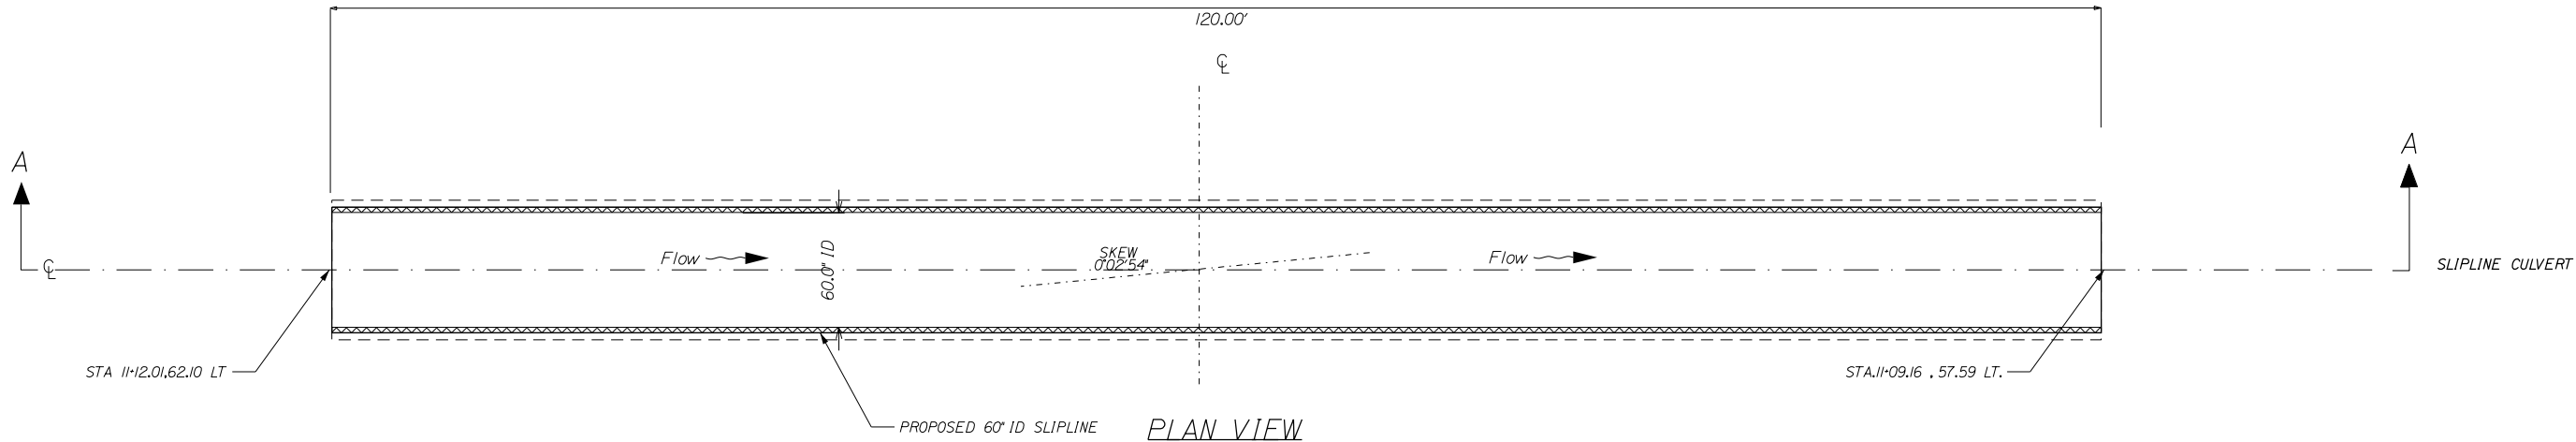 120.00'
℄
A
A
SKEW
0°02'54"
Flow
Flow
℄
60.0" ID
SLIPLINE CULVERT
STA 11+12.01,62.10 LT
STA.11+09.16 , 57.59 LT.
PROPOSED 60" ID SLIPLINE
PLAN VIEW